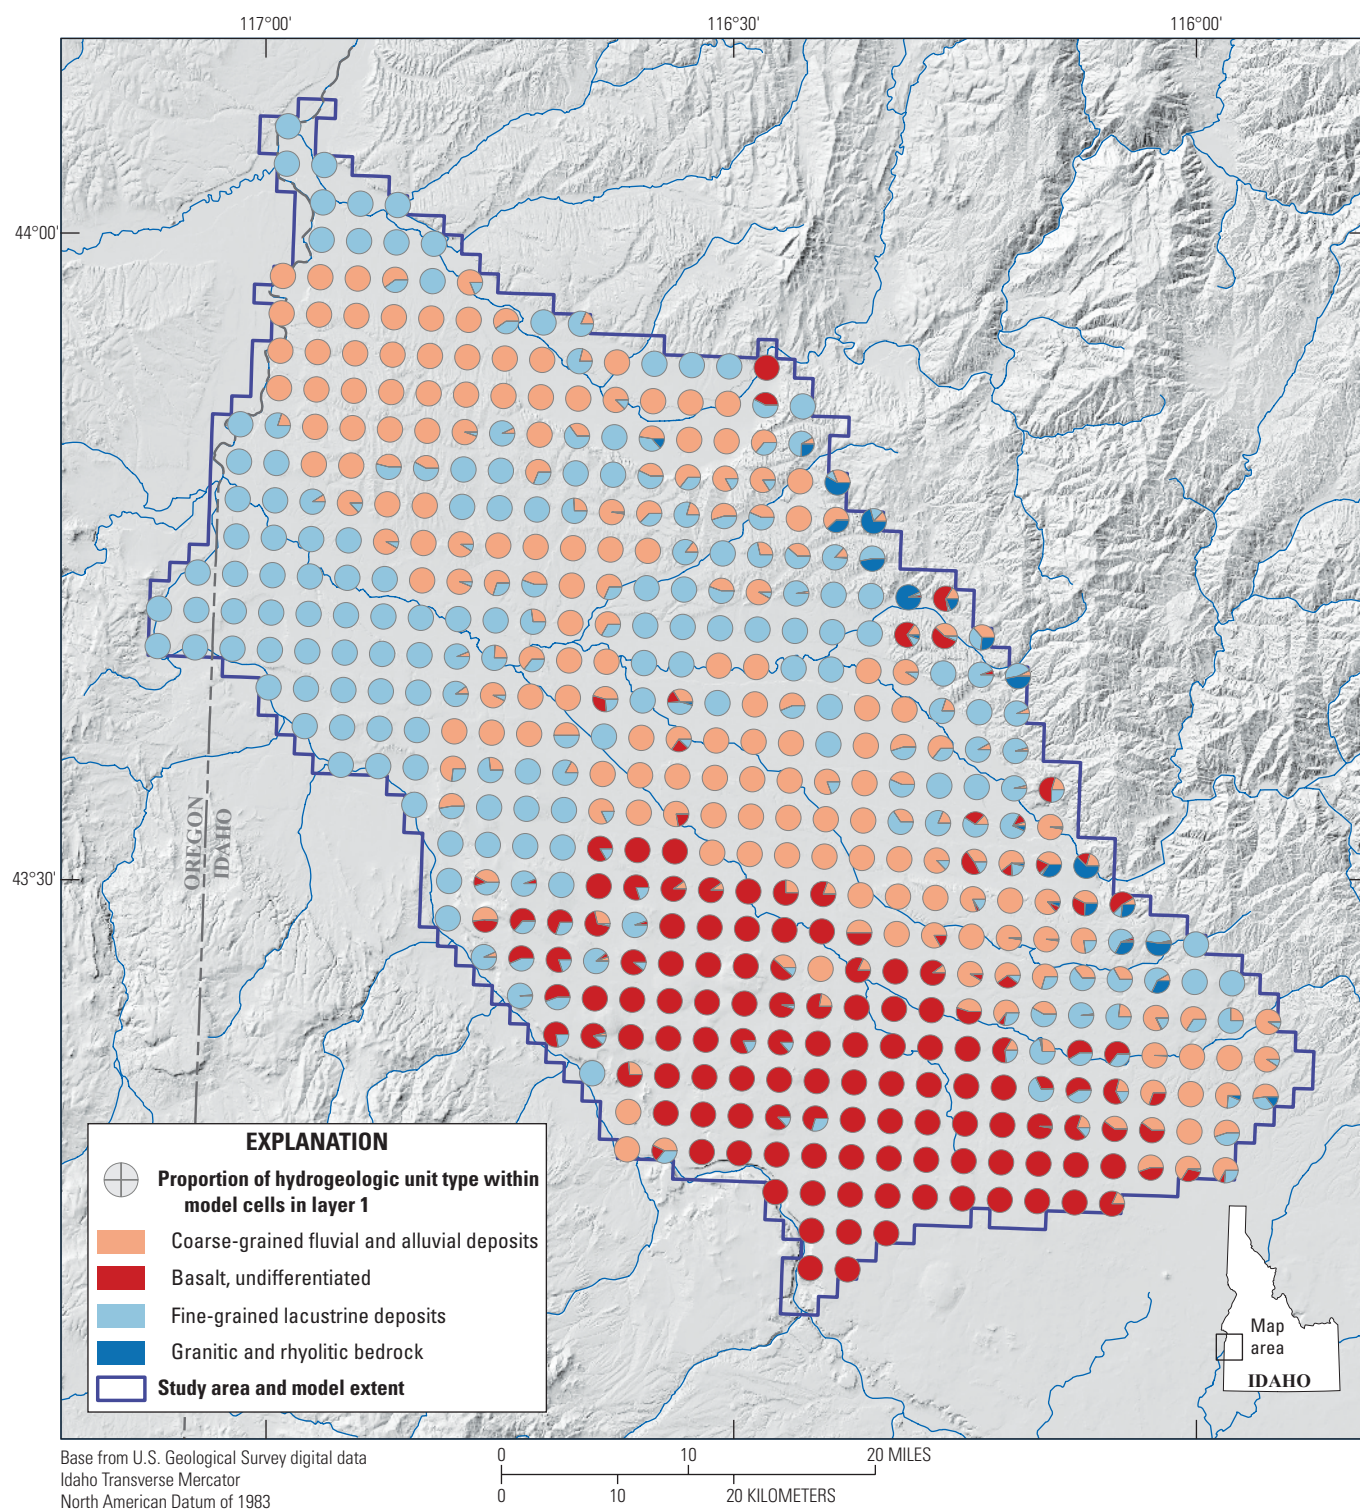 117°00'
116°30'
116°00'
44°00'
43°30'
OREGON
IDAHO
EXPLANATION
Proportion of hydrogeologic unit type within
model cells in layer 1
Coarse-grained fluvial and alluvial deposits
Basalt, undifferentiated
Fine-grained lacustrine deposits
Granitic and rhyolitic bedrock
Study area and model extent
Map
area
IDAHO
Base from U.S. Geological Survey digital data
Idaho Transverse Mercator
North American Datum of 1983
0 10 20 MILES
0 10 20 KILOMETERS